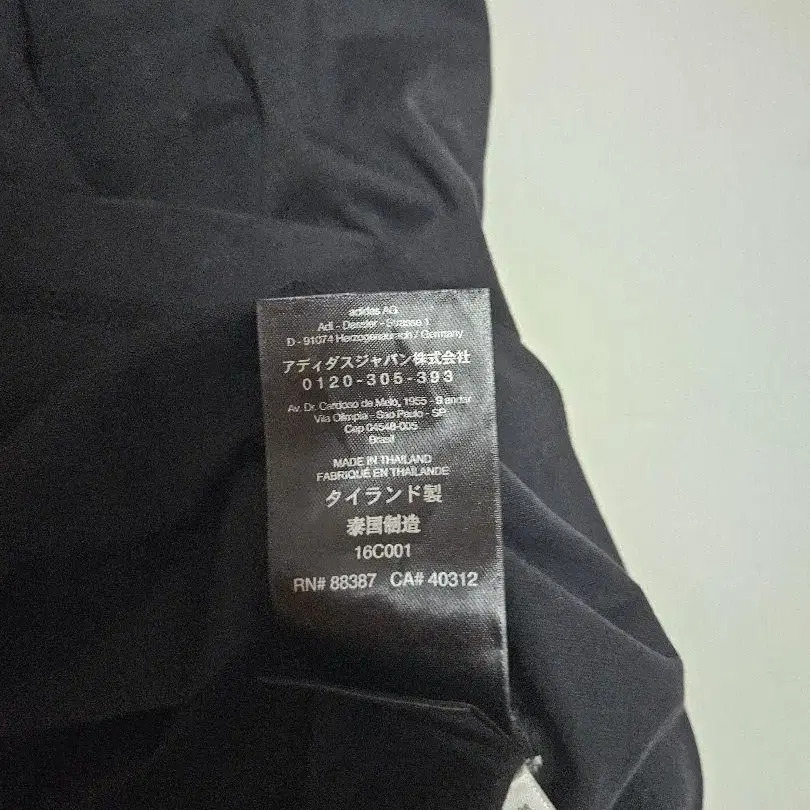 adidas AG
Adi - Dassler - Strasse 1
D - 91074 Herzogenaurach / Germany
アディダスジャパン株式会社
0120-305-393
Av. Dr. Cardoso de Melo, 1955 - 9 andar
Vila Olimpia - Sao Paulo - SP
Cep 04548-005
Brasil
MADE IN THAILAND
FABRIQUÉ EN THAÏLANDE
タイランド製
泰国制造
16C001
RN# 88387 CA# 40312